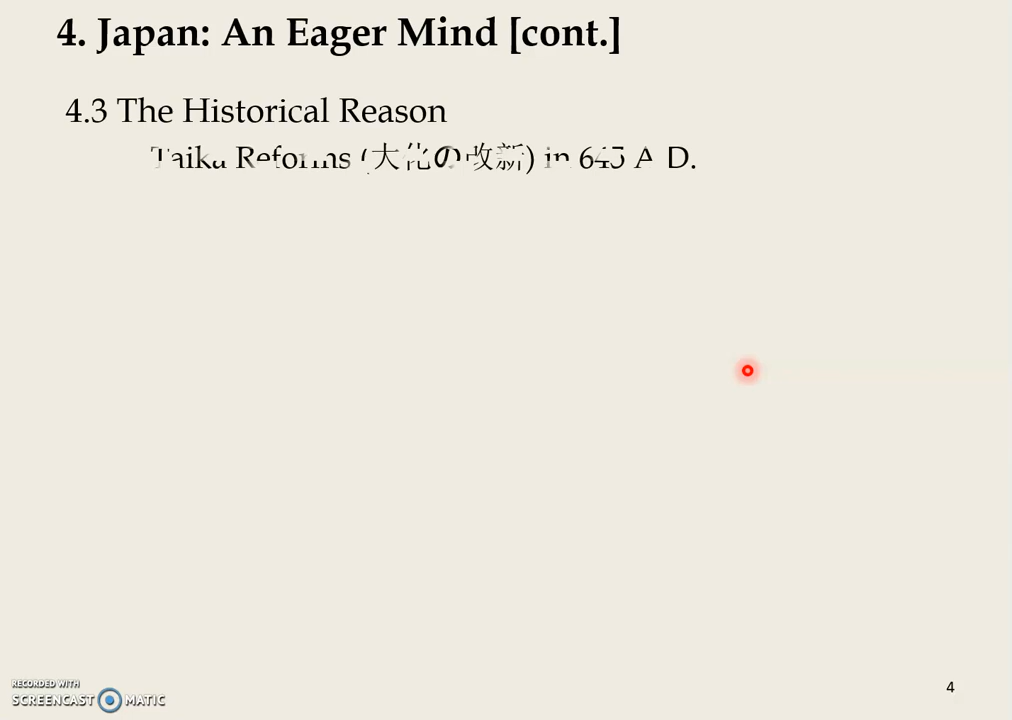 4. Japan: An Eager Mind [cont.]
4.3 The Historical Reason
Taika Reforms (大化の改新) in 645 A.D.
RECORDED WITH
SCREENCAST MATIC
4